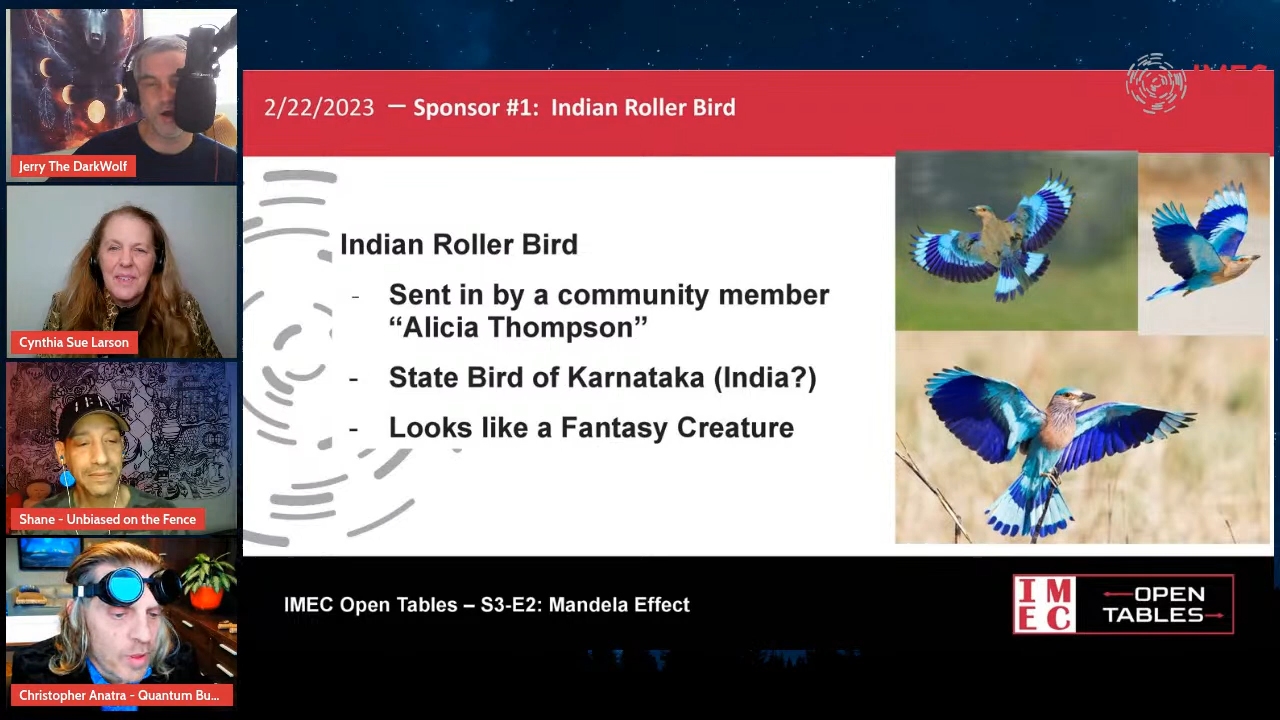 Jerry The DarkWolf
Cynthia Sue Larson
Shane - Unbiased on the Fence
Christopher Anatra - Quantum Bu...
2/22/2023 — Sponsor #1: Indian Roller Bird
Indian Roller Bird
- Sent in by a community member
“Alicia Thompson”
- State Bird of Karnataka (India?)
- Looks like a Fantasy Creature
IMEC Open Tables – S3-E2: Mandela Effect
IM
EC
OPEN
TABLES